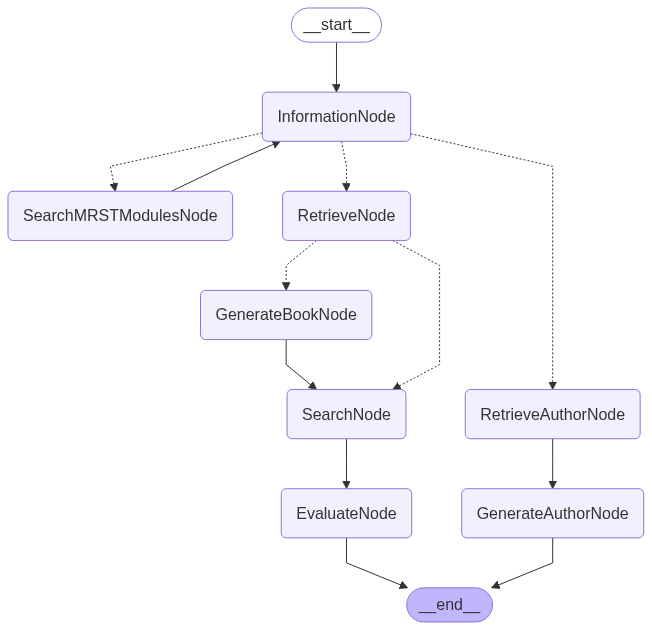 __start__
InformationNode
SearchMRSTModulesNode
RetrieveNode
GenerateBookNode
SearchNode
RetrieveAuthorNode
EvaluateNode
GenerateAuthorNode
__end__